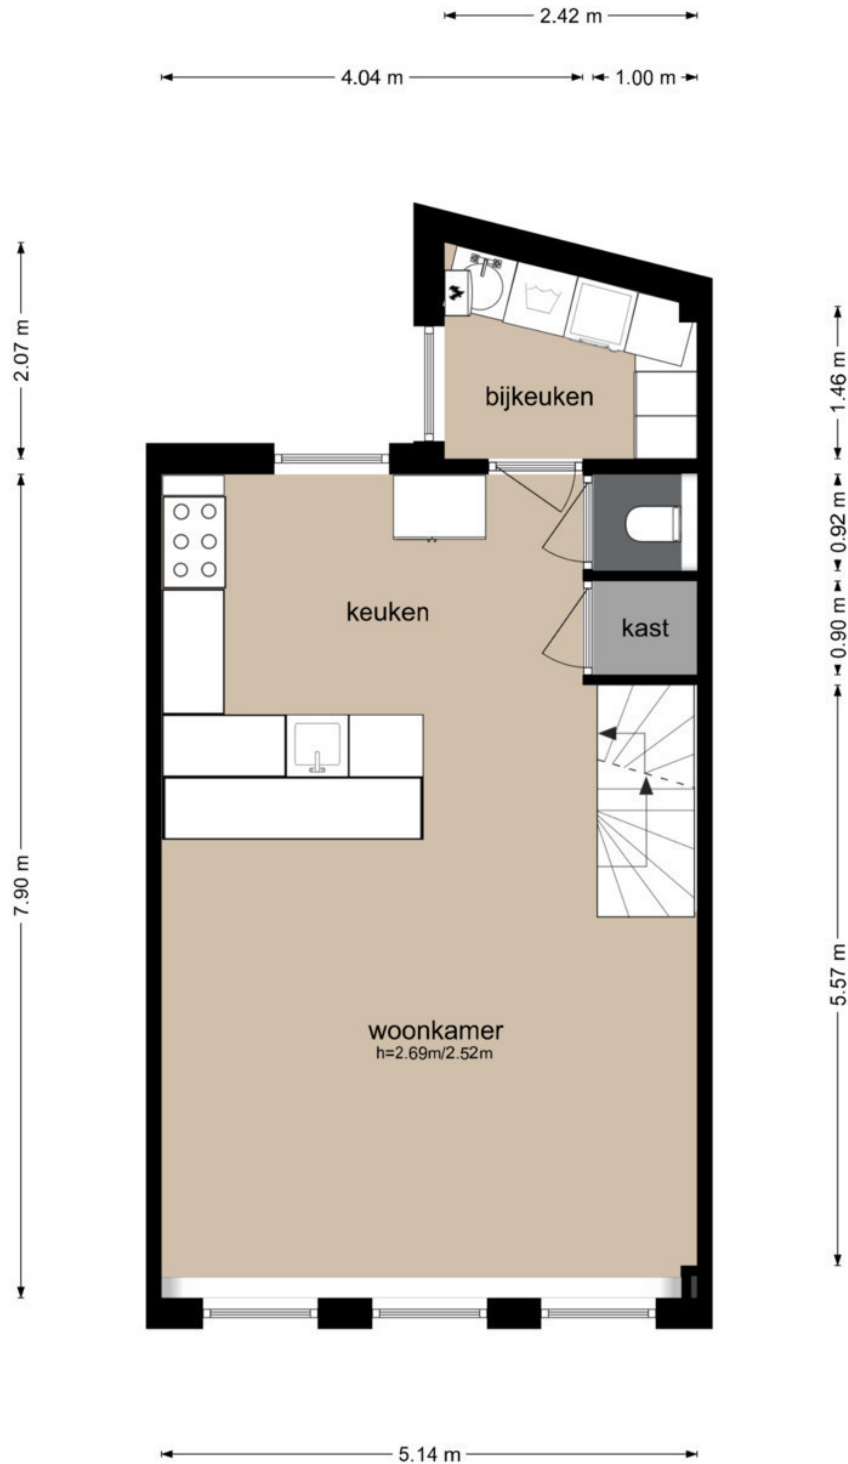 2.42 m
4.04 m
1.00 m
2.07 m
1.46 m
bijkeuken
0.92 m
keuken
kast
0.90 m
7.90 m
5.57 m
woonkamer
h=2.69m/2.52m
5.14 m